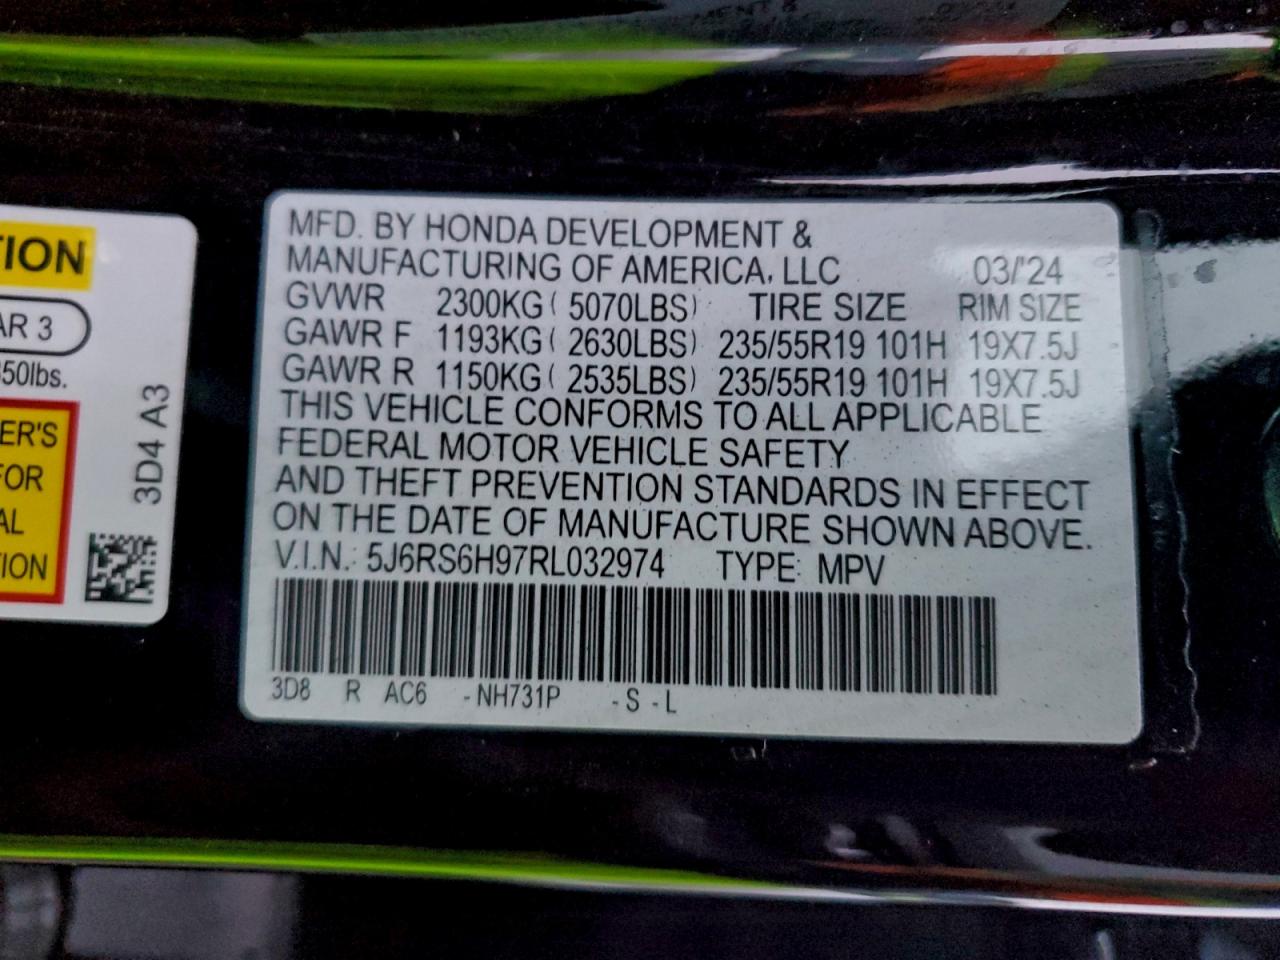 MFD. BY HONDA DEVELOPMENT &
MANUFACTURING OF AMERICA, LLC 03/'24
GVWR 2300KG ( 5070LBS) TIRE SIZE RIM SIZE
GAWR F 1193KG ( 2630LBS) 235/55R19 101H 19X7.5J
GAWR R 1150KG ( 2535LBS) 235/55R19 101H 19X7.5J
THIS VEHICLE CONFORMS TO ALL APPLICABLE
FEDERAL MOTOR VEHICLE SAFETY
AND THEFT PREVENTION STANDARDS IN EFFECT
ON THE DATE OF MANUFACTURE SHOWN ABOVE.
V.I.N.: 5J6RS6H97RL032974 TYPE: MPV
3D8 R AC6 -NH731P -S -L
TION
AR 3
50lbs.
ER'S
FOR
AL
TION
3D4 A3